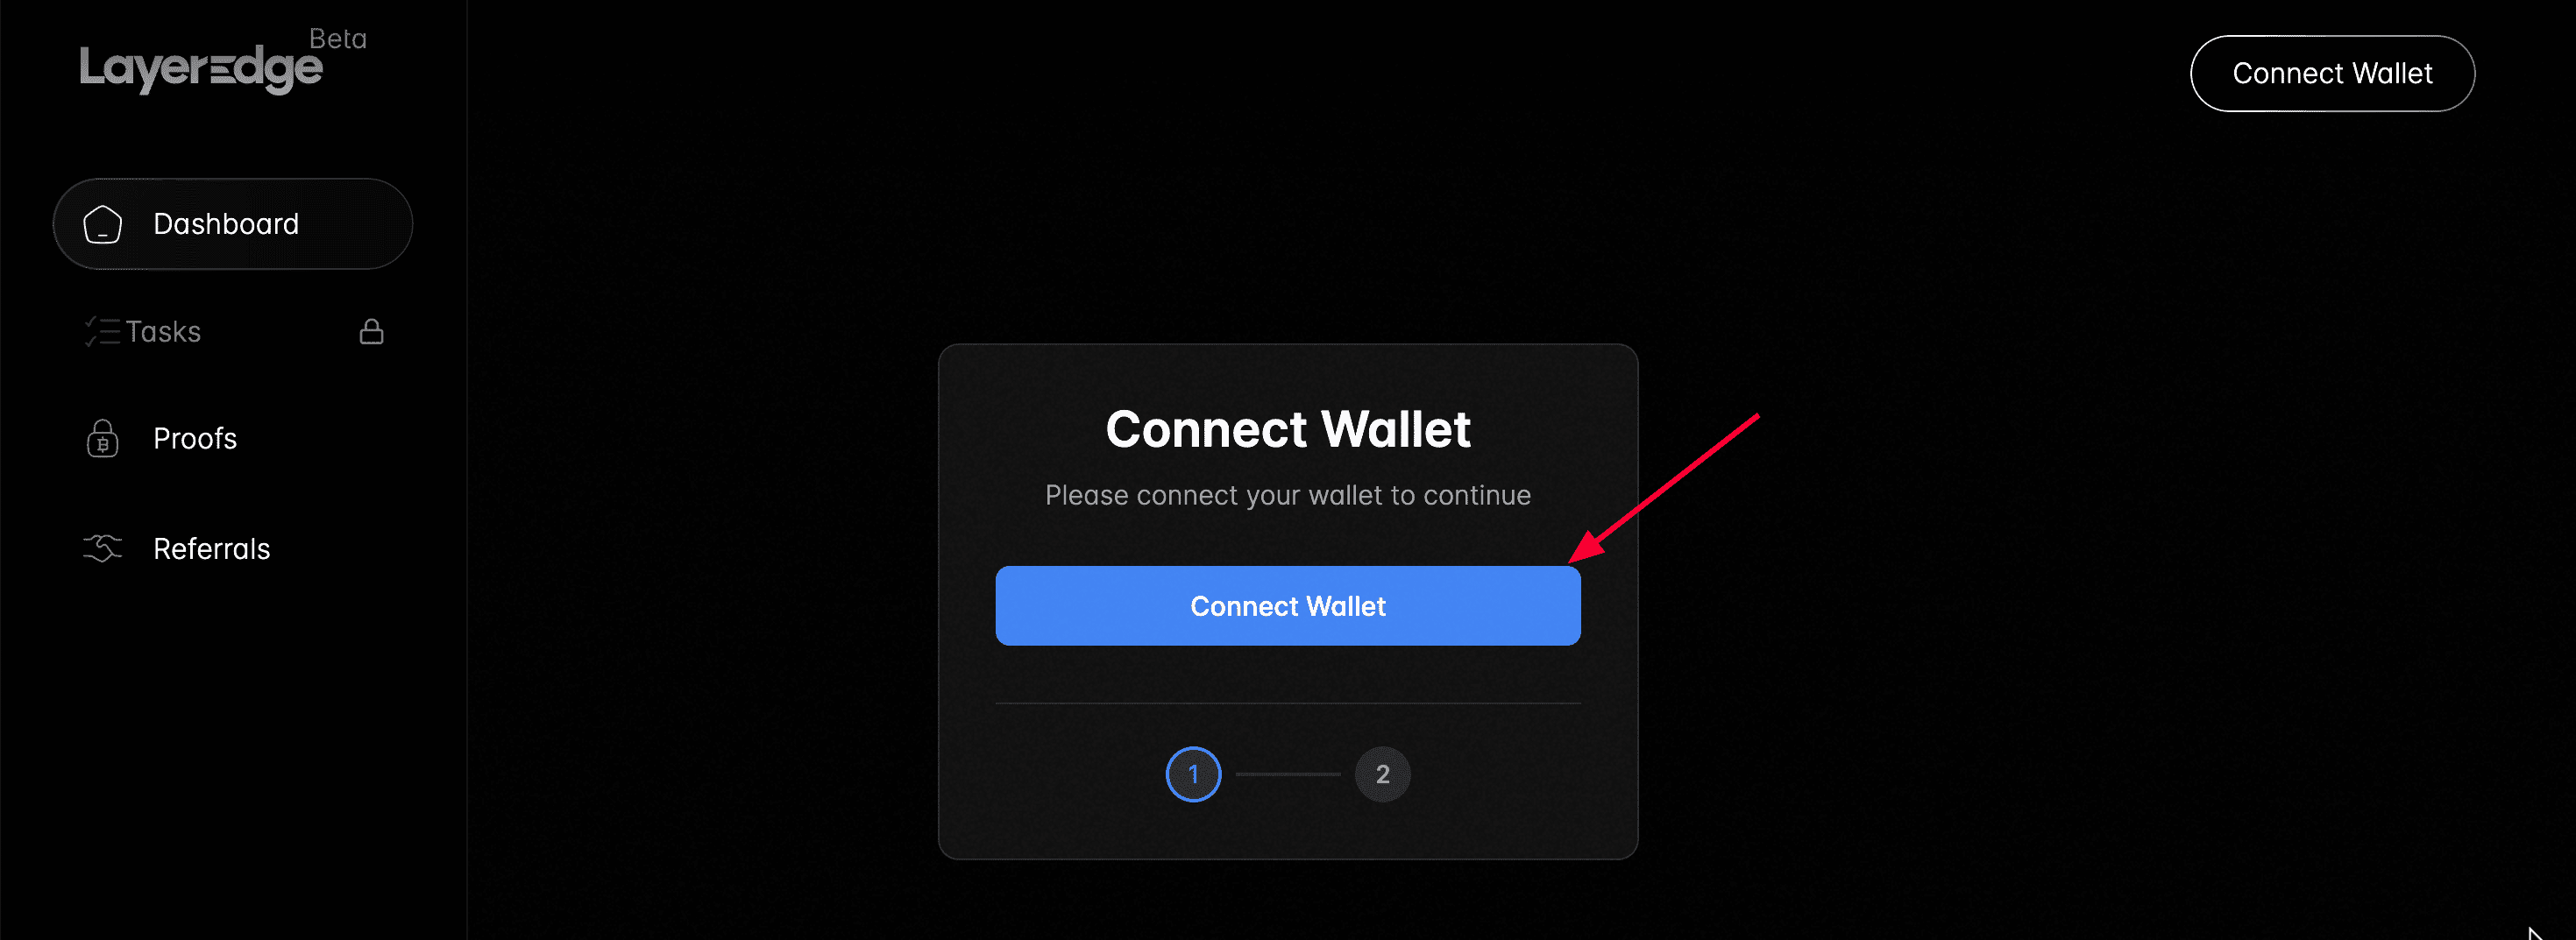 LayerEdge Beta
Connect Wallet
Dashboard
Tasks
Proofs
Referrals
Connect Wallet
Please connect your wallet to continue
Connect Wallet
1
2